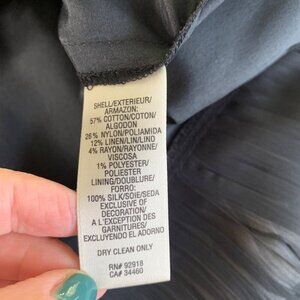 SHELL/EXTERIEUR/
ARMAZON:
57% COTTON/COTON/
ALGODON
26% NYLON/POLIAMIDA
12% LINEN/LIN/LINO
4% RAYON/RAYONNE/
VISCOSA
1% POLYESTER/
POLIESTER
LINING/DOUBLURE/
FORRO:
100% SILK/SOIE/SEDA
EXCLUSIVE OF
DECORATION/
A L'EXCEPTION DES
GARNITURES/
EXCLUYENDO EL ADORNO
DRY CLEAN ONLY
RN# 92918
CA# 34460